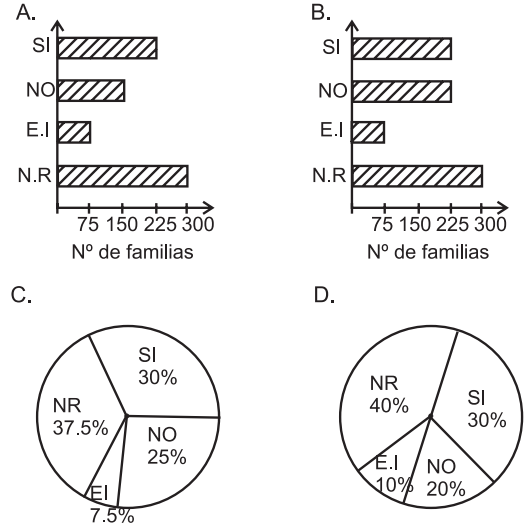 A.
SI
NO
E.I
N.R
75 150 225 300
Nº de familias
B.
SI
NO
E.I
N.R
75 150 225 300
Nº de familias
C.
SI
30%
NR
37.5%
NO
25%
EI
7.5%
D.
NR
40%
SI
30%
E.I
10%
NO
20%